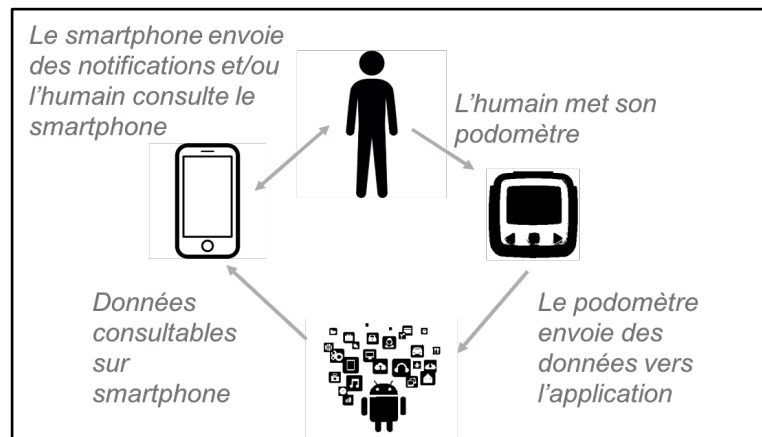 Le smartphone envoie
des notifications et/ou
l'humain consulte le
smartphone
L'humain met son
podomètre
Données
consultables
sur
smartphone
Le podomètre
envoie des
données vers
l'application